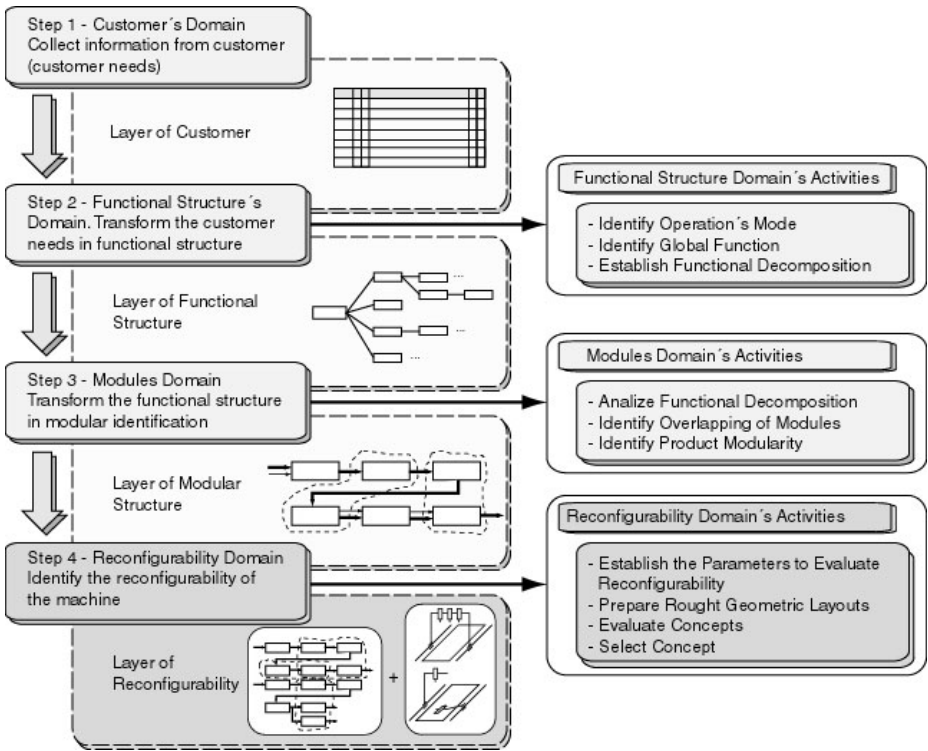 Step 1 - Customer´s Domain
Collect information from customer
(customer needs)
Layer of Customer
Step 2 - Functional Structure´s
Domain. Transform the customer
needs in functional structure
Functional Structure Domain´s Activities
- Identify Operation´s Mode
- Identify Global Function
- Establish Functional Decomposition
Layer of Functional
Structure
...
...
...
...
Step 3 - Modules Domain
Transform the functional structure
in modular identification
Modules Domain´s Activities
- Analize Functional Decomposition
- Identify Overlapping of Modules
- Identify Product Modularity
Layer of Modular
Structure
Step 4 - Reconfigurability Domain
Identify the reconfigurability of
the machine
Reconfigurability Domain´s Activities
- Establish the Parameters to Evaluate
Reconfigurability
- Prepare Rought Geometric Layouts
- Evaluate Concepts
- Select Concept
Layer of
Reconfigurability
+